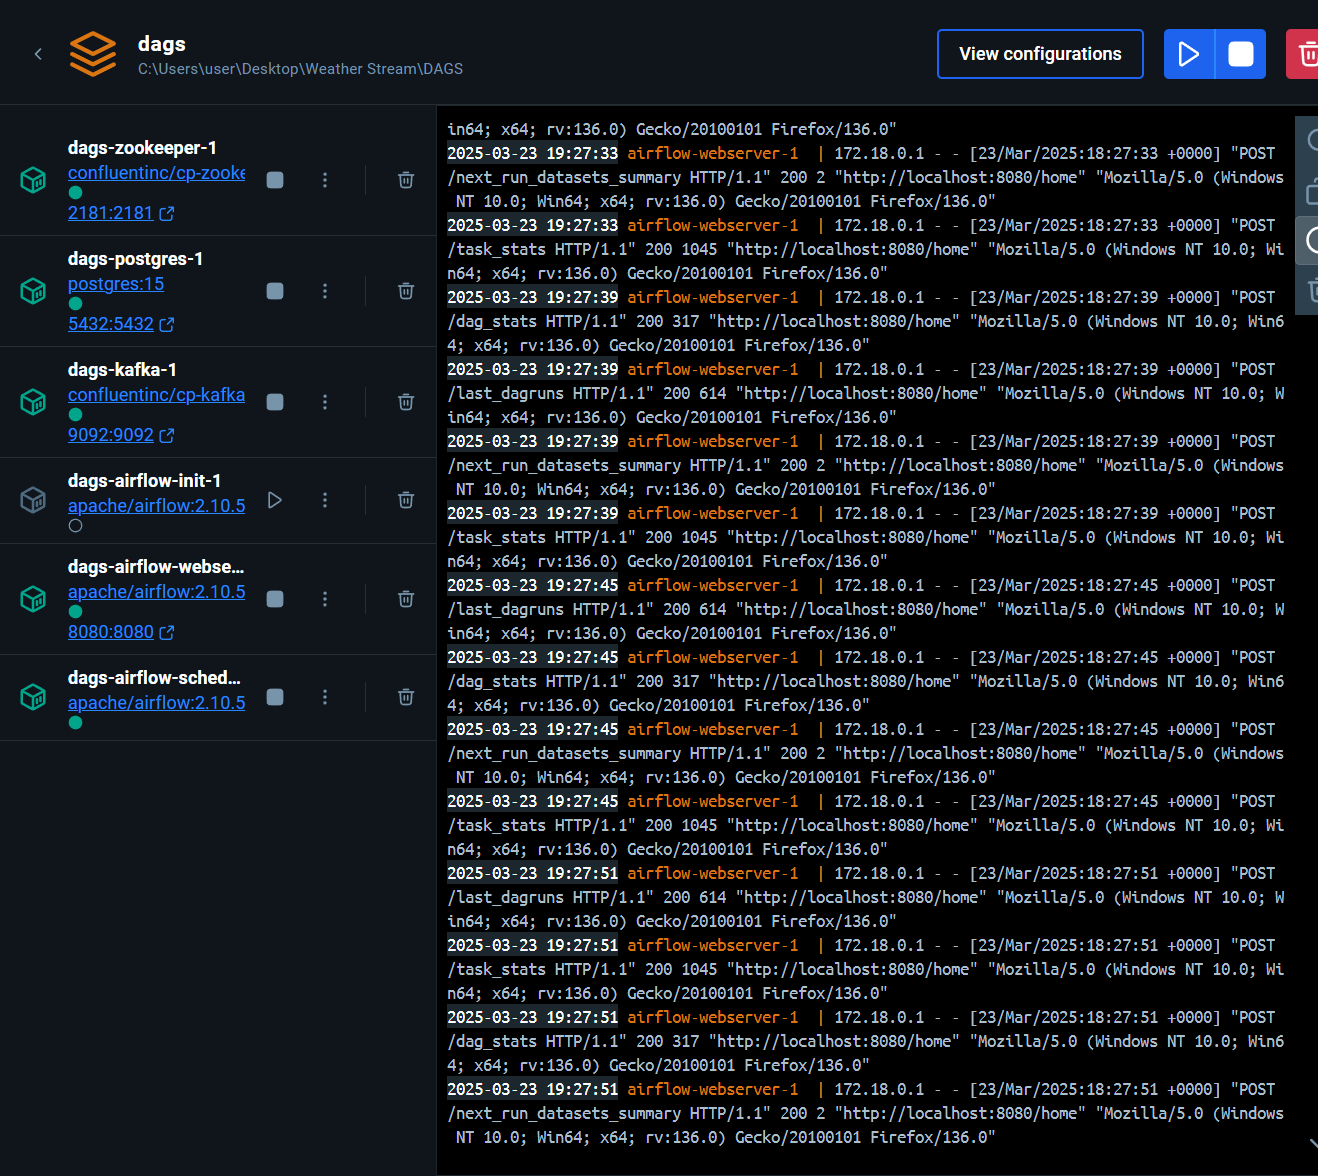 dags
C:\Users\user\Desktop\Weather Stream\DAGS
View configurations
dags-zookeeper-1
confluentinc/cp-zooke
2181:2181
dags-postgres-1
postgres:15
5432:5432
dags-kafka-1
confluentinc/cp-kafka
9092:9092
dags-airflow-init-1
apache/airflow:2.10.5
dags-airflow-webse...
apache/airflow:2.10.5
8080:8080
dags-airflow-sched...
apache/airflow:2.10.5
in64; x64; rv:136.0) Gecko/20100101 Firefox/136.0"
2025-03-23 19:27:33 airflow-webserver-1  | 172.18.0.1 - - [23/Mar/2025:18:27:33 +0000] "POST
/next_run_datasets_summary HTTP/1.1" 200 2 "http://localhost:8080/home" "Mozilla/5.0 (Windows
NT 10.0; Win64; x64; rv:136.0) Gecko/20100101 Firefox/136.0"
2025-03-23 19:27:33 airflow-webserver-1  | 172.18.0.1 - - [23/Mar/2025:18:27:33 +0000] "POST
/task_stats HTTP/1.1" 200 1045 "http://localhost:8080/home" "Mozilla/5.0 (Windows NT 10.0; Wi
n64; x64; rv:136.0) Gecko/20100101 Firefox/136.0"
2025-03-23 19:27:39 airflow-webserver-1  | 172.18.0.1 - - [23/Mar/2025:18:27:39 +0000] "POST
/dag_stats HTTP/1.1" 200 317 "http://localhost:8080/home" "Mozilla/5.0 (Windows NT 10.0; Win6
4; x64; rv:136.0) Gecko/20100101 Firefox/136.0"
2025-03-23 19:27:39 airflow-webserver-1  | 172.18.0.1 - - [23/Mar/2025:18:27:39 +0000] "POST
/last_dagruns HTTP/1.1" 200 614 "http://localhost:8080/home" "Mozilla/5.0 (Windows NT 10.0; W
in64; x64; rv:136.0) Gecko/20100101 Firefox/136.0"
2025-03-23 19:27:39 airflow-webserver-1  | 172.18.0.1 - - [23/Mar/2025:18:27:39 +0000] "POST
/next_run_datasets_summary HTTP/1.1" 200 2 "http://localhost:8080/home" "Mozilla/5.0 (Windows
NT 10.0; Win64; x64; rv:136.0) Gecko/20100101 Firefox/136.0"
2025-03-23 19:27:39 airflow-webserver-1  | 172.18.0.1 - - [23/Mar/2025:18:27:39 +0000] "POST
/task_stats HTTP/1.1" 200 1045 "http://localhost:8080/home" "Mozilla/5.0 (Windows NT 10.0; Wi
n64; x64; rv:136.0) Gecko/20100101 Firefox/136.0"
2025-03-23 19:27:45 airflow-webserver-1  | 172.18.0.1 - - [23/Mar/2025:18:27:45 +0000] "POST
/last_dagruns HTTP/1.1" 200 614 "http://localhost:8080/home" "Mozilla/5.0 (Windows NT 10.0; W
in64; x64; rv:136.0) Gecko/20100101 Firefox/136.0"
2025-03-23 19:27:45 airflow-webserver-1  | 172.18.0.1 - - [23/Mar/2025:18:27:45 +0000] "POST
/dag_stats HTTP/1.1" 200 317 "http://localhost:8080/home" "Mozilla/5.0 (Windows NT 10.0; Win6
4; x64; rv:136.0) Gecko/20100101 Firefox/136.0"
2025-03-23 19:27:45 airflow-webserver-1  | 172.18.0.1 - - [23/Mar/2025:18:27:45 +0000] "POST
/next_run_datasets_summary HTTP/1.1" 200 2 "http://localhost:8080/home" "Mozilla/5.0 (Windows
NT 10.0; Win64; x64; rv:136.0) Gecko/20100101 Firefox/136.0"
2025-03-23 19:27:45 airflow-webserver-1  | 172.18.0.1 - - [23/Mar/2025:18:27:45 +0000] "POST
/task_stats HTTP/1.1" 200 1045 "http://localhost:8080/home" "Mozilla/5.0 (Windows NT 10.0; Wi
n64; x64; rv:136.0) Gecko/20100101 Firefox/136.0"
2025-03-23 19:27:51 airflow-webserver-1  | 172.18.0.1 - - [23/Mar/2025:18:27:51 +0000] "POST
/last_dagruns HTTP/1.1" 200 614 "http://localhost:8080/home" "Mozilla/5.0 (Windows NT 10.0; W
in64; x64; rv:136.0) Gecko/20100101 Firefox/136.0"
2025-03-23 19:27:51 airflow-webserver-1  | 172.18.0.1 - - [23/Mar/2025:18:27:51 +0000] "POST
/task_stats HTTP/1.1" 200 1045 "http://localhost:8080/home" "Mozilla/5.0 (Windows NT 10.0; Wi
n64; x64; rv:136.0) Gecko/20100101 Firefox/136.0"
2025-03-23 19:27:51 airflow-webserver-1  | 172.18.0.1 - - [23/Mar/2025:18:27:51 +0000] "POST
/dag_stats HTTP/1.1" 200 317 "http://localhost:8080/home" "Mozilla/5.0 (Windows NT 10.0; Win6
4; x64; rv:136.0) Gecko/20100101 Firefox/136.0"
2025-03-23 19:27:51 airflow-webserver-1  | 172.18.0.1 - - [23/Mar/2025:18:27:51 +0000] "POST
/next_run_datasets_summary HTTP/1.1" 200 2 "http://localhost:8080/home" "Mozilla/5.0 (Windows
NT 10.0; Win64; x64; rv:136.0) Gecko/20100101 Firefox/136.0"